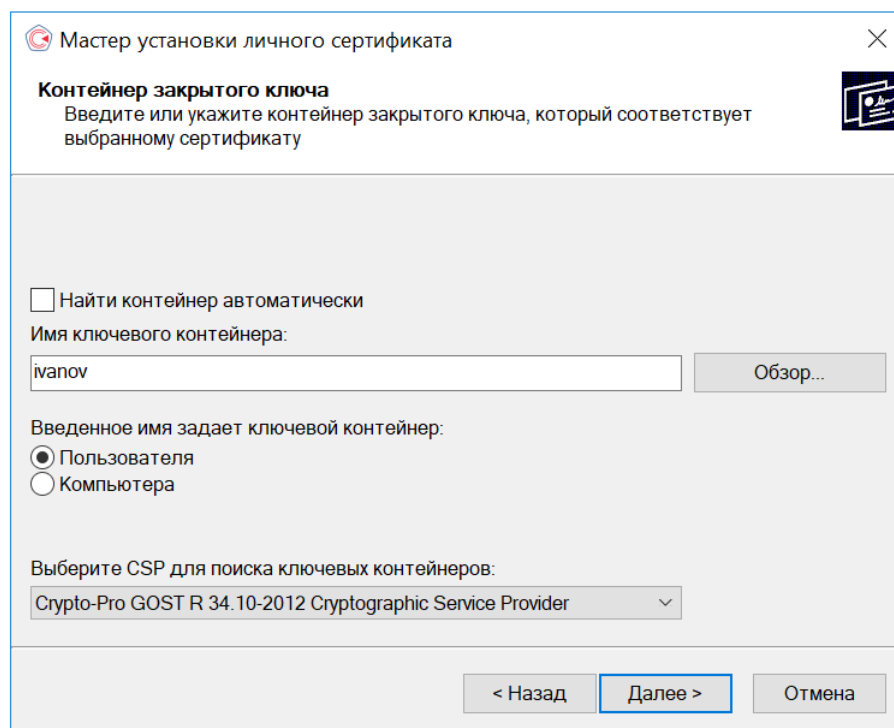 Мастер установки личного сертификата
Контейнер закрытого ключа
Введите или укажите контейнер закрытого ключа, который соответствует
выбранному сертификату
Найти контейнер автоматически
Имя ключевого контейнера:
ivanov
Обзор...
Введенное имя задает ключевой контейнер:
Пользователя
Компьютера
Выберите CSP для поиска ключевых контейнеров:
Crypto-Pro GOST R 34.10-2012 Cryptographic Service Provider
< Назад Далее > Отмена